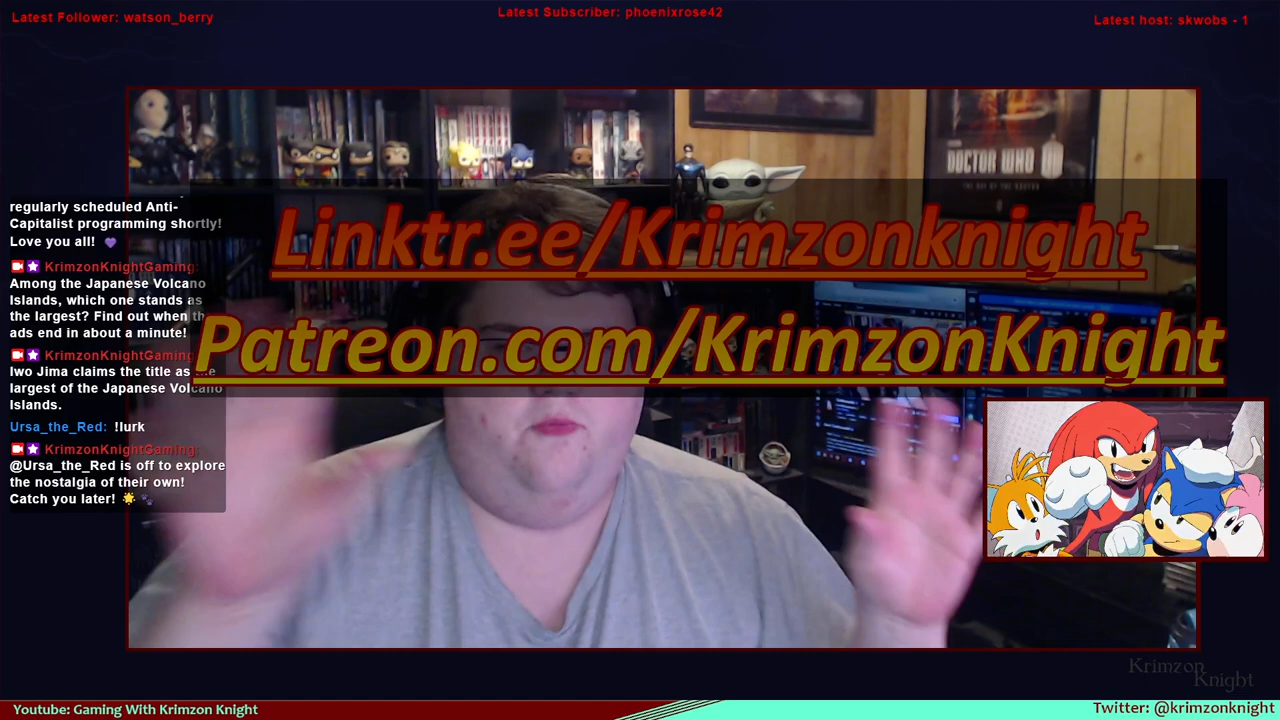 Latest Follower: watson_berry
Latest Subscriber: phoenixrose42
Latest host: skwobs - 1
DOCTOR WHO
regularly scheduled Anti-
Capitalist programming shortly!
Love you all! 💜
KrimzonKnightGaming:
Among the Japanese Volcano
Islands, which one stands as
the largest? Find out when th
ads end in about a minute!
KrimzonKnightGaming:
Iwo Jima claims the title as the
largest of the Japanese Volcano
Islands.
Ursa_the_Red: !lurk
KrimzonKnightGaming:
@Ursa_the_Red is off to explore
the nostalgia of their own!
Catch you later! 🌟 🐾
Linktr.ee/Krimzonknight
Patreon.com/KrimzonKnight
Krimzon
Knight
Youtube: Gaming With Krimzon Knight
Twitter: @krimzonknight